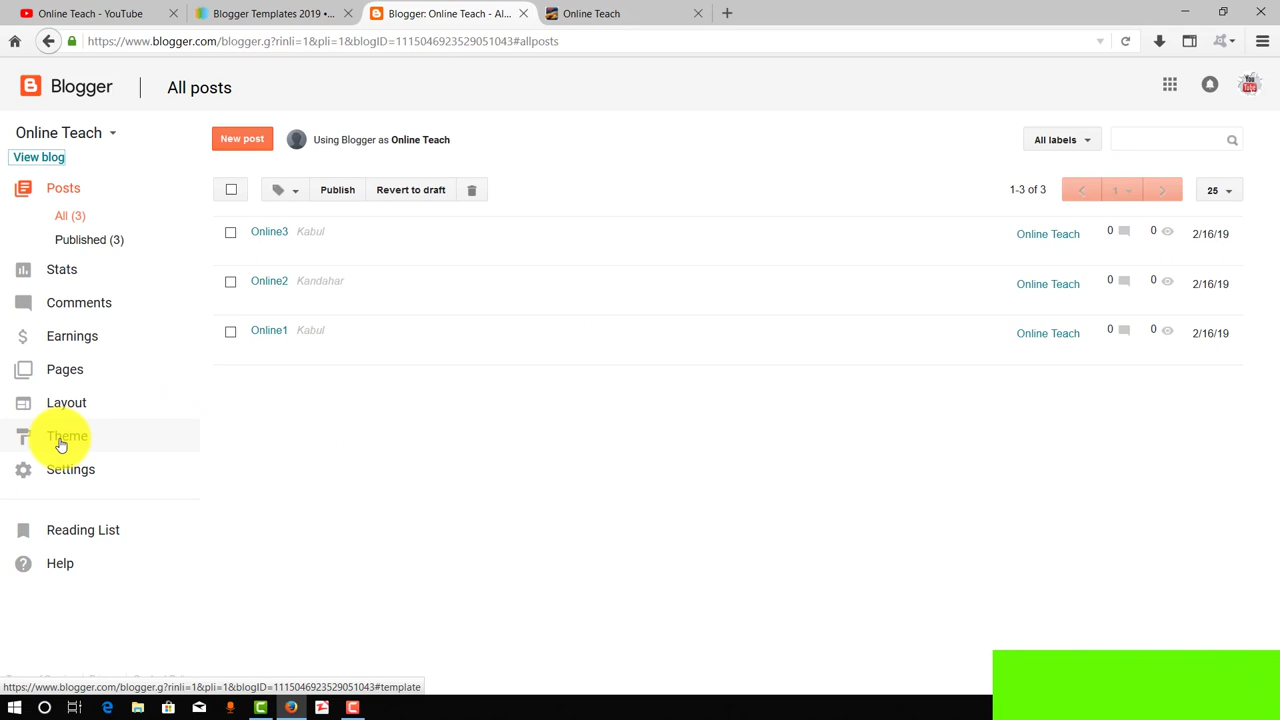 Online Teach - YouTube
Blogger Templates 2019 •...
Blogger: Online Teach - Al...
Online Teach
https://www.blogger.com/blogger.g?rinli=1&pli=1&blogID=1115046923529051043#allposts
Blogger
All posts
Online Teach
View blog
New post
Using Blogger as Online Teach
All labels
Posts
All (3)
Published (3)
Publish
Revert to draft
1-3 of 3
1
25
Online3 Kabul
Online Teach
0
0
2/16/19
Online2 Kandahar
Online Teach
0
0
2/16/19
Online1 Kabul
Online Teach
0
0
2/16/19
Stats
Comments
Earnings
Pages
Layout
Theme
Settings
Reading List
Help
https://www.blogger.com/blogger.g?rinli=1&pli=1&blogID=1115046923529051043#template